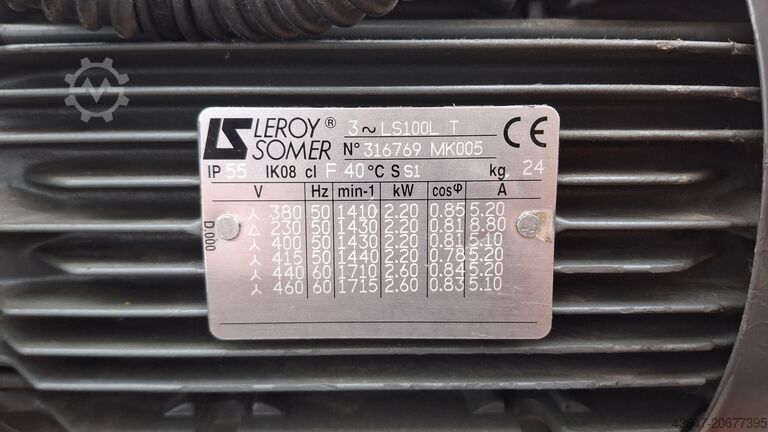 LS LEROY® SOMER 3~LS100L T CE
N° 316769 MK005
IP 55 IK08 cl F 40°C S S1 kg 24
V Hz min-1 kW cosφ A
⅄ 380 50 1410 2.20 0.85 5.20
Δ 230 50 1430 2.20 0.81 8.80
⅄ 400 50 1430 2.20 0.81 5.10
⅄ 415 50 1440 2.20 0.78 5.20
⅄ 440 60 1710 2.60 0.84 5.20
⅄ 460 60 1715 2.60 0.83 5.10
D.000